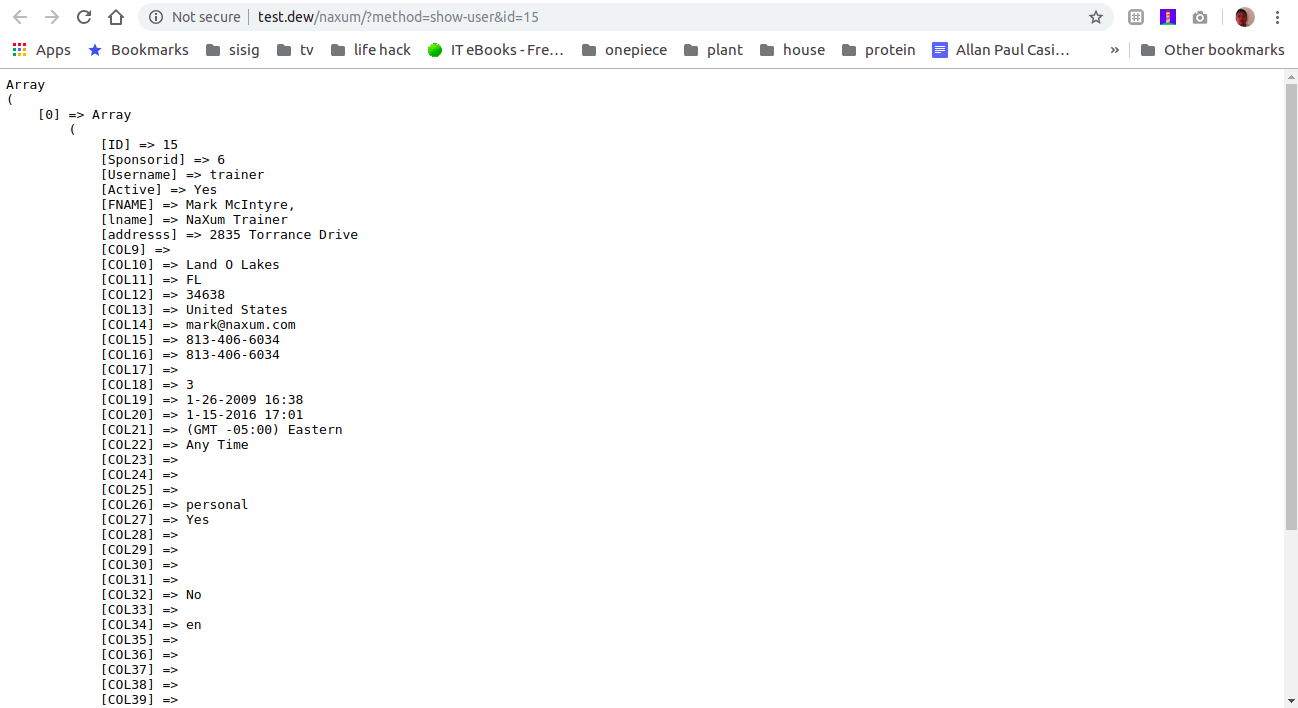 Not secure | test.dew/naxum/?method=show-user&id=15
Apps Bookmarks sisig tv life hack IT eBooks - Fre... onepiece plant house protein Allan Paul Casi... » Other bookmarks
Array
(
    [0] => Array
        (
            [ID] => 15
            [Sponsorid] => 6
            [Username] => trainer
            [Active] => Yes
            [FNAME] => Mark McIntyre,
            [lname] => NaXum Trainer
            [addresss] => 2835 Torrance Drive
            [COL9] =>
            [COL10] => Land O Lakes
            [COL11] => FL
            [COL12] => 34638
            [COL13] => United States
            [COL14] => mark@naxum.com
            [COL15] => 813-406-6034
            [COL16] => 813-406-6034
            [COL17] =>
            [COL18] => 3
            [COL19] => 1-26-2009 16:38
            [COL20] => 1-15-2016 17:01
            [COL21] => (GMT -05:00) Eastern
            [COL22] => Any Time
            [COL23] =>
            [COL24] =>
            [COL25] =>
            [COL26] => personal
            [COL27] => Yes
            [COL28] =>
            [COL29] =>
            [COL30] =>
            [COL31] =>
            [COL32] => No
            [COL33] =>
            [COL34] => en
            [COL35] =>
            [COL36] =>
            [COL37] =>
            [COL38] =>
            [COL39] =>